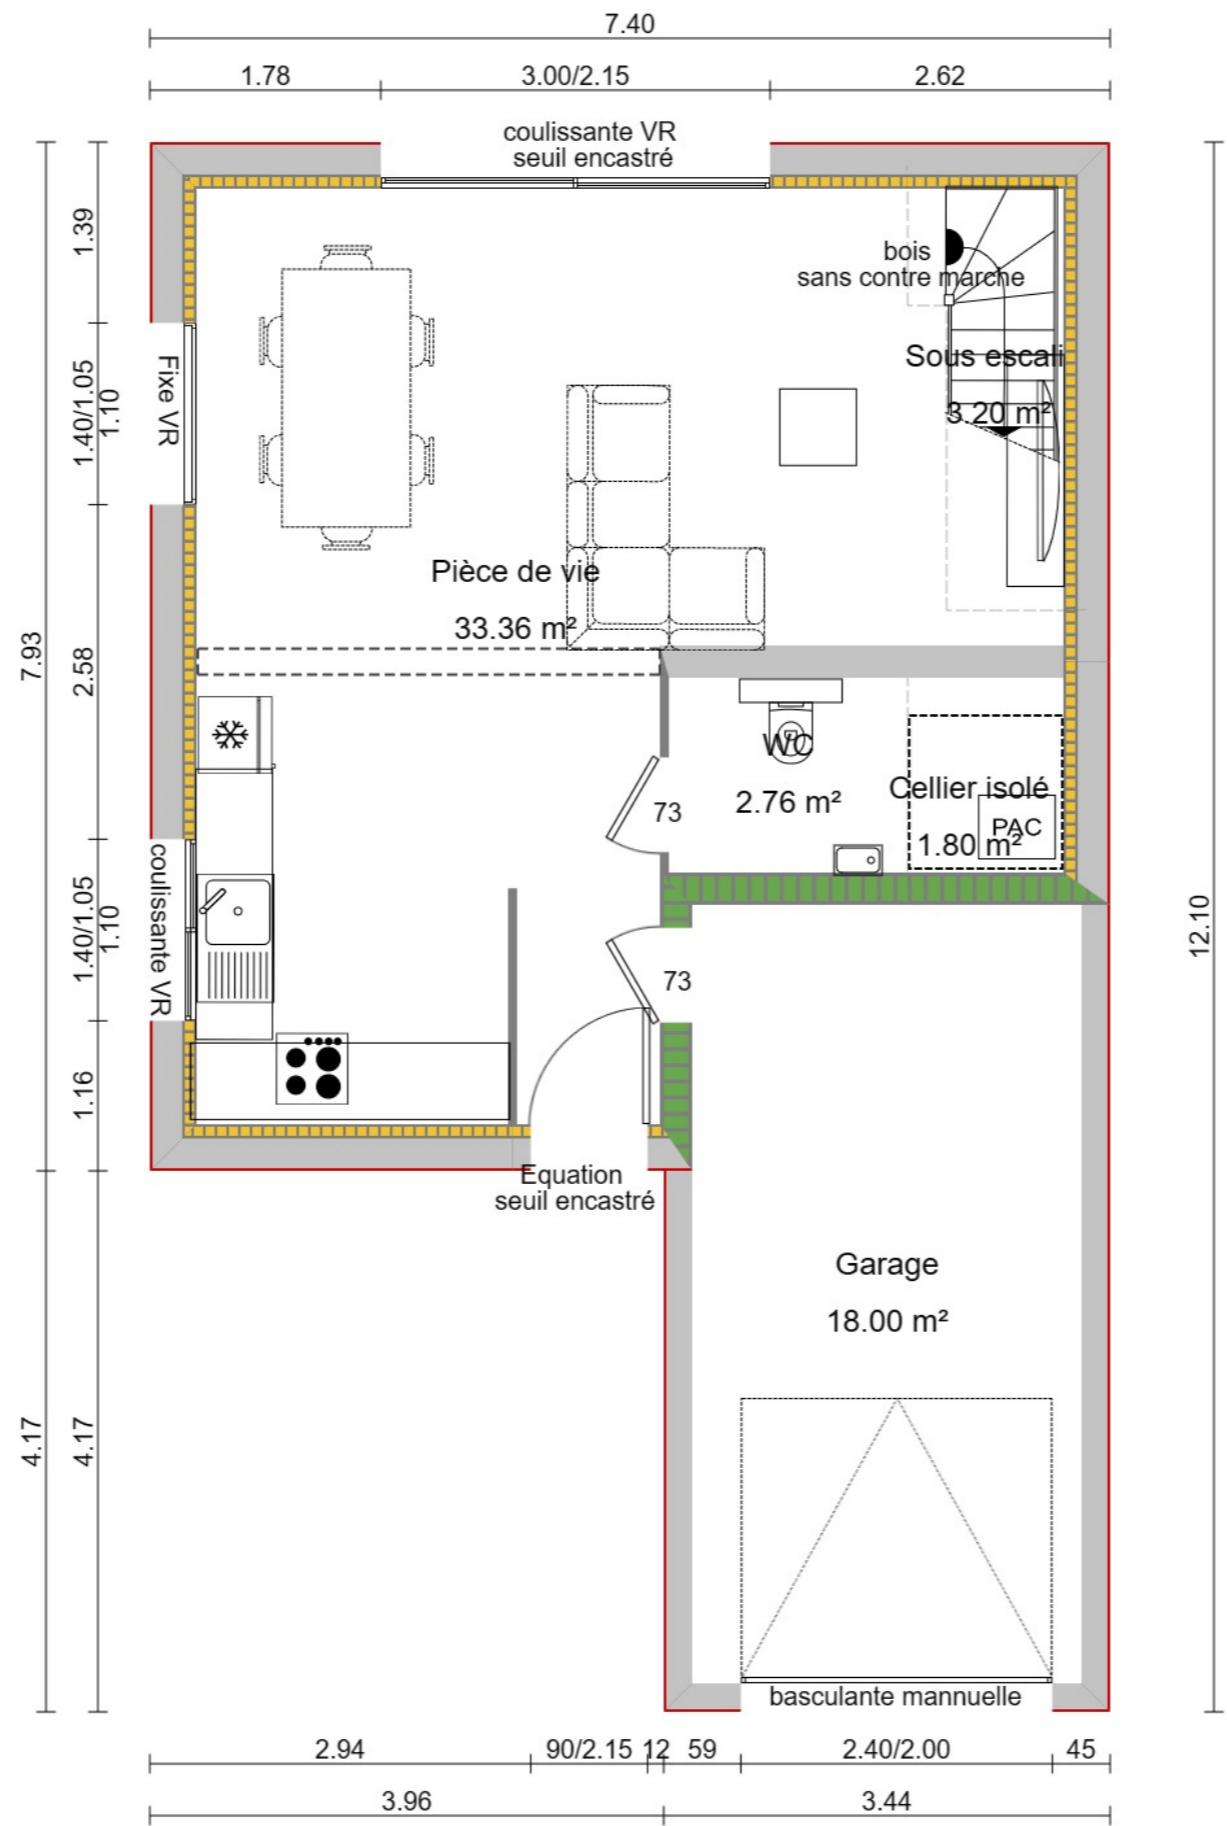 7.40
1.78
3.00/2.15
2.62
coulissante VR
seuil encastré
1.39
bois
sans contre marche
Fixe VR
1.40/1.05
1.10
Sous escali
3.20 m²
Pièce de vie
33.36 m²
7.93
2.58
WC
2.76 m²
73
Cellier isolé
1.80 m²
PAC
coulissante VR
1.40/1.05
1.10
12.10
73
1.16
Equation
seuil encastré
Garage
18.00 m²
4.17
4.17
basculante mannuelle
2.94
90/2.15
12
59
2.40/2.00
45
3.96
3.44